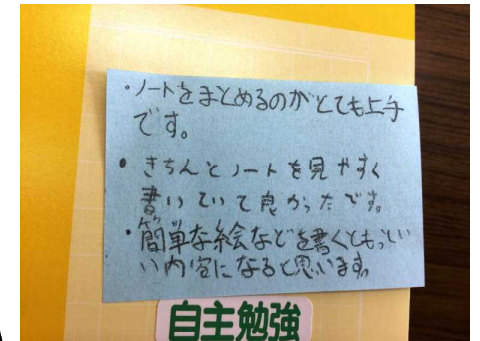 ・ノートをまとめるのがとても上手
です。
・きちんとノートを見やすく
書いていて良かったです。
・簡単な絵などを書くともっとい
い内容になると思います。
自主勉強